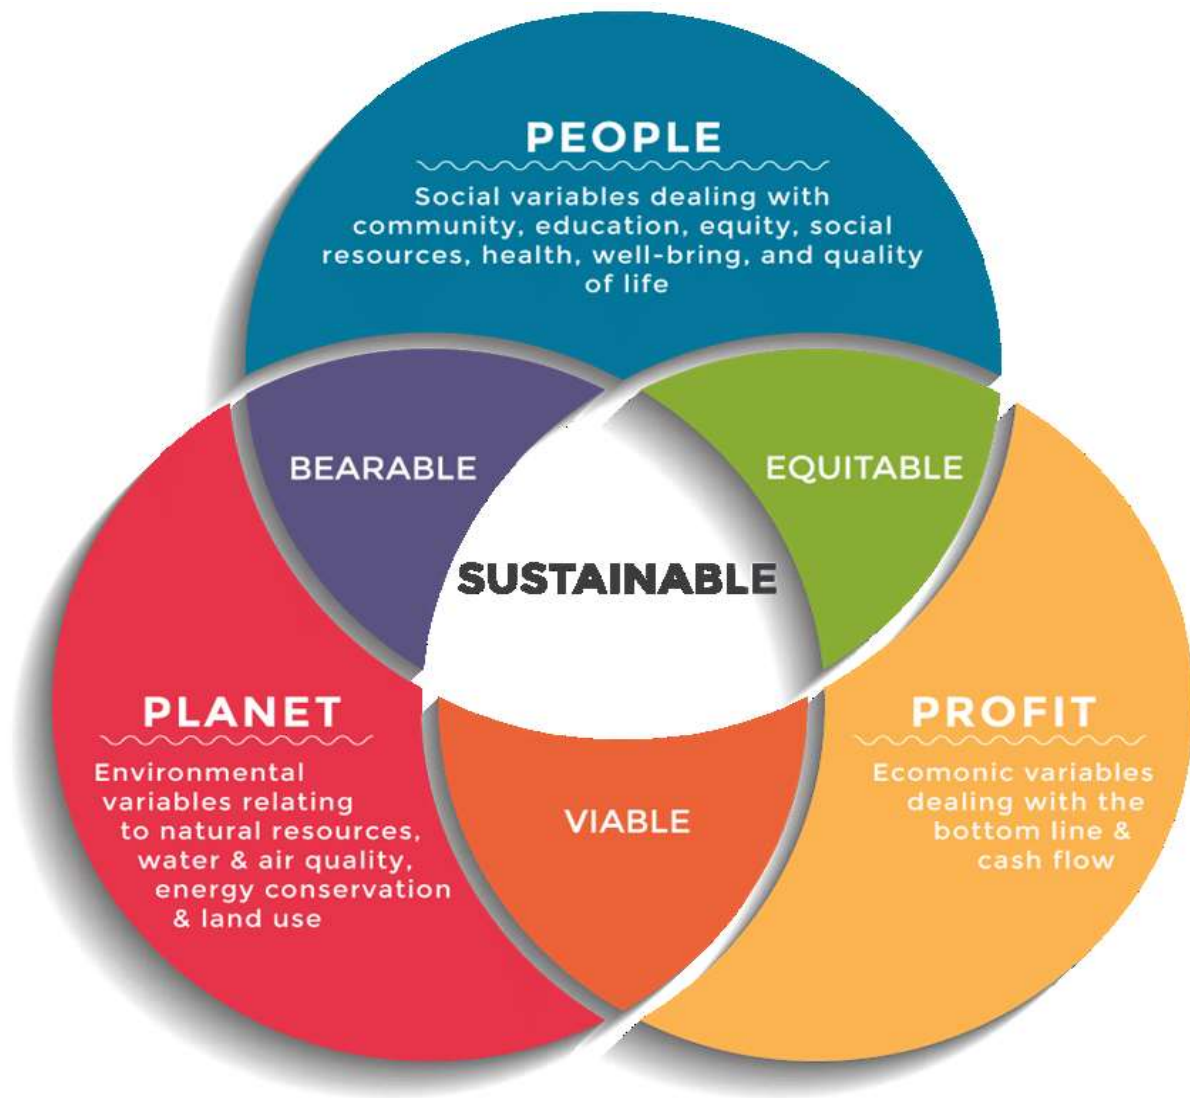 PEOPLE
Social variables dealing with
community, education, equity, social
resources, health, well-bring, and quality
of life
BEARABLE
EQUITABLE
SUSTAINABLE
PLANET
Environmental
variables relating
to natural resources,
water & air quality,
energy conservation
& land use
VIABLE
PROFIT
Ecomonic variables
dealing with the
bottom line &
cash flow